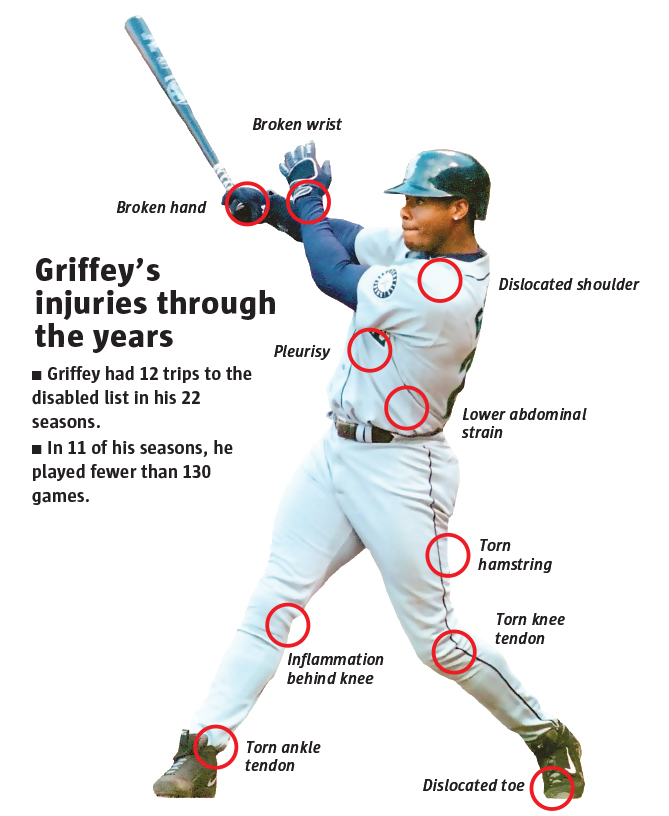 Broken wrist
Broken hand
Griffey's
injuries through
the years
■ Griffey had 12 trips to the
disabled list in his 22
seasons.
■ In 11 of his seasons, he
played fewer than 130
games.
Dislocated shoulder
Pleurisy
Lower abdominal
strain
Torn
hamstring
Torn knee
tendon
Inflammation
behind knee
Torn ankle
tendon
Dislocated toe